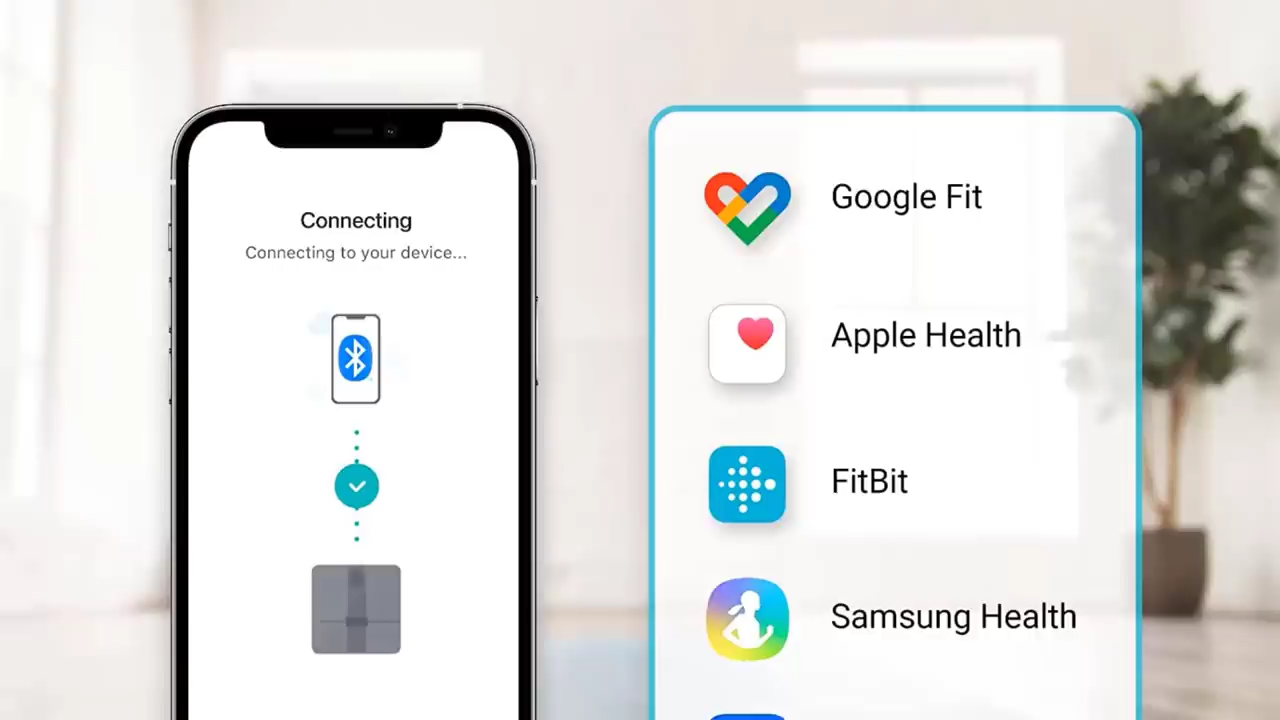 Connecting
Connecting to your device...
Google Fit
Apple Health
FitBit
Samsung Health